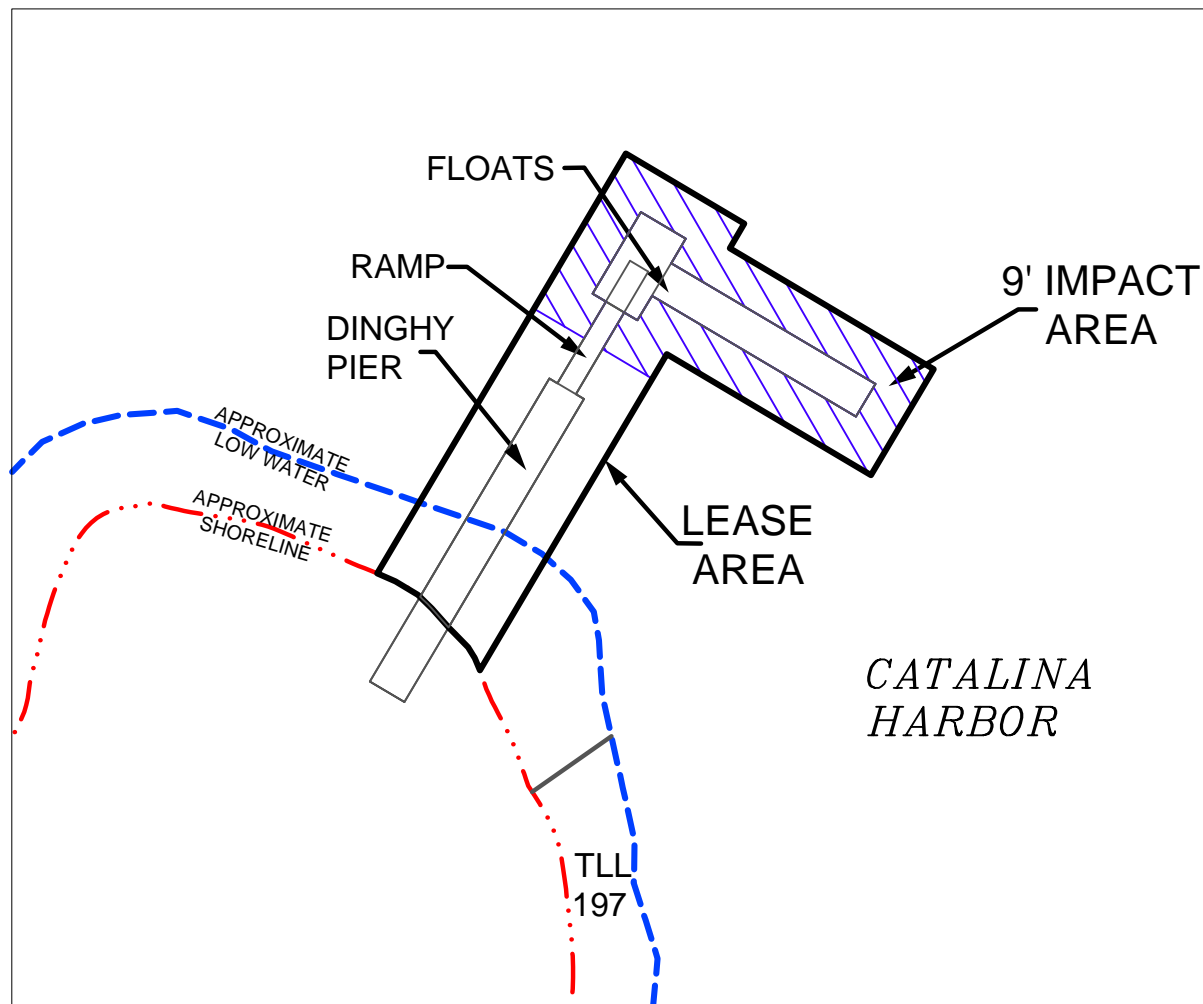 FLOATS
RAMP
9' IMPACT
AREA
DINGHY
PIER
APPROXIMATE
LOW WATER
APPROXIMATE
SHORELINE
LEASE
AREA
CATALINA
HARBOR
TLL
197